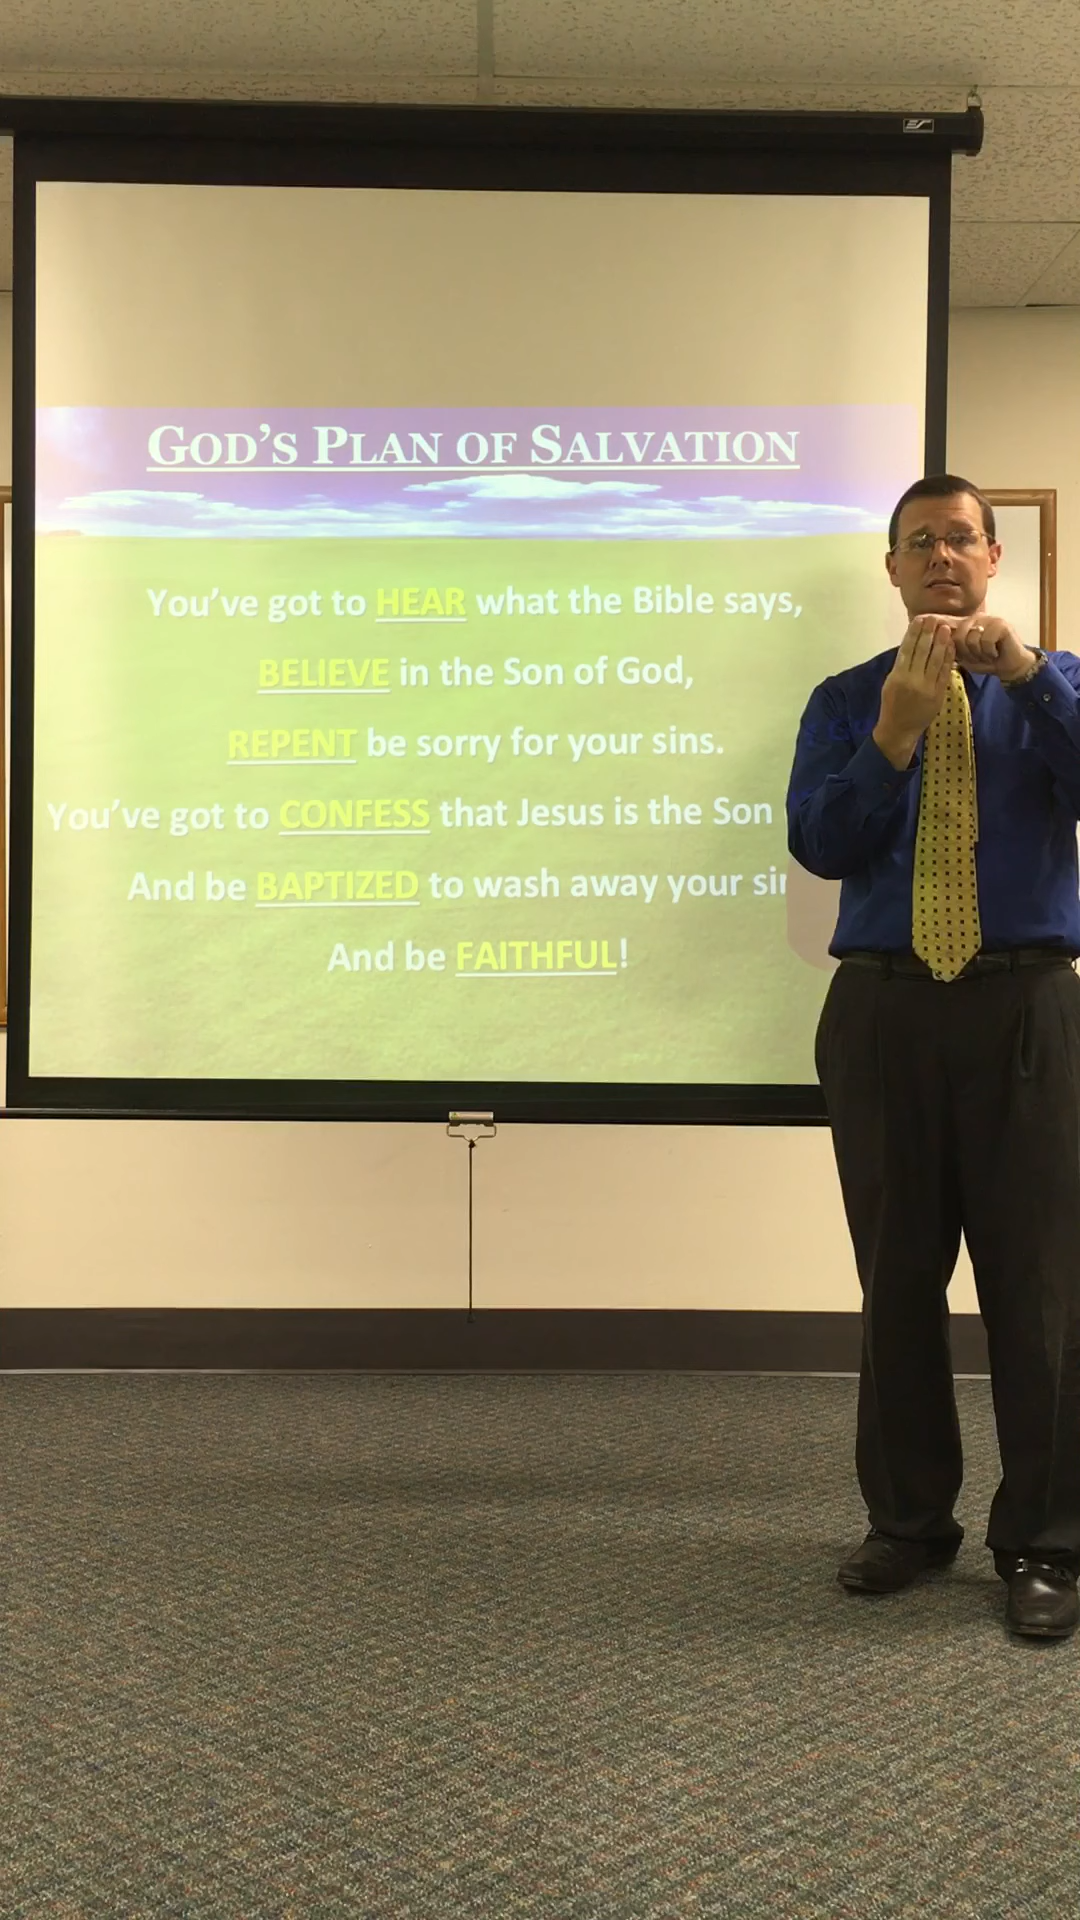 GOD'S PLAN OF SALVATION
You've got to HEAR what the Bible says,
BELIEVE in the Son of God,
REPENT be sorry for your sins.
You've got to CONFESS that Jesus is the Son
And be BAPTIZED to wash away your
And be FAITHFUL!